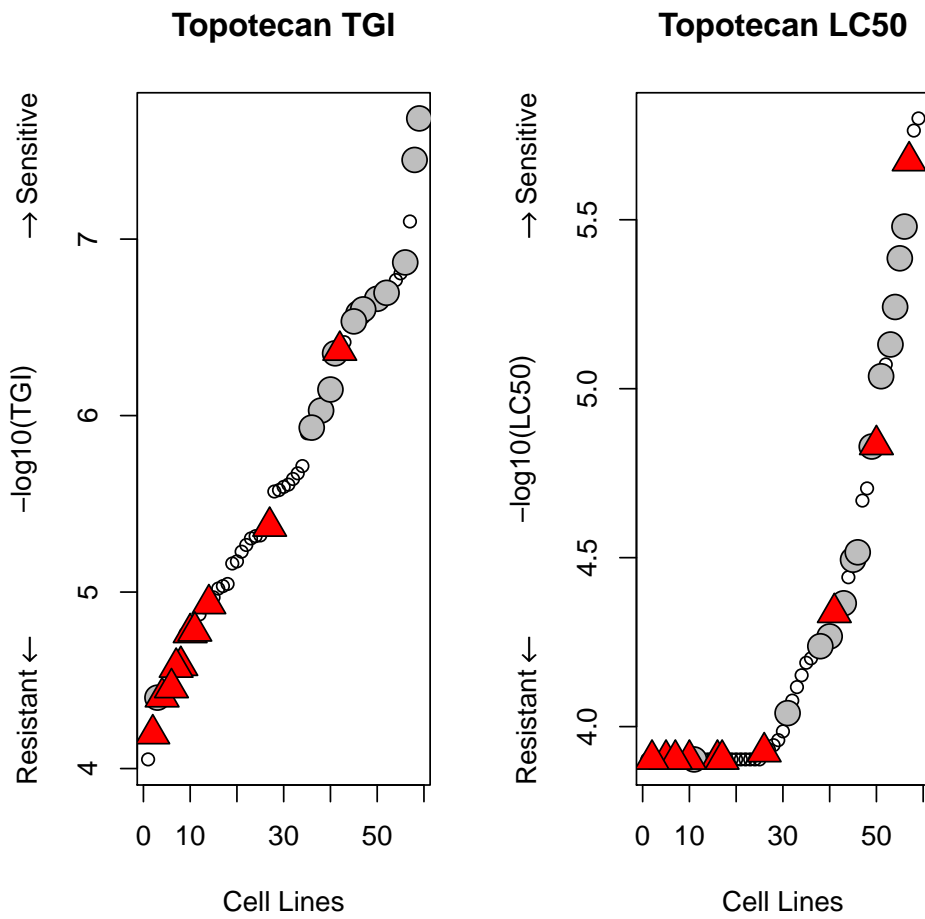 Topotecan TGI
Resistant ← −log10(TGI) → Sensitive
7
6
5
4
0 10 30 50
Cell Lines
Topotecan LC50
Resistant ← −log10(LC50) → Sensitive
5.5
5.0
4.5
4.0
0 10 30 50
Cell Lines